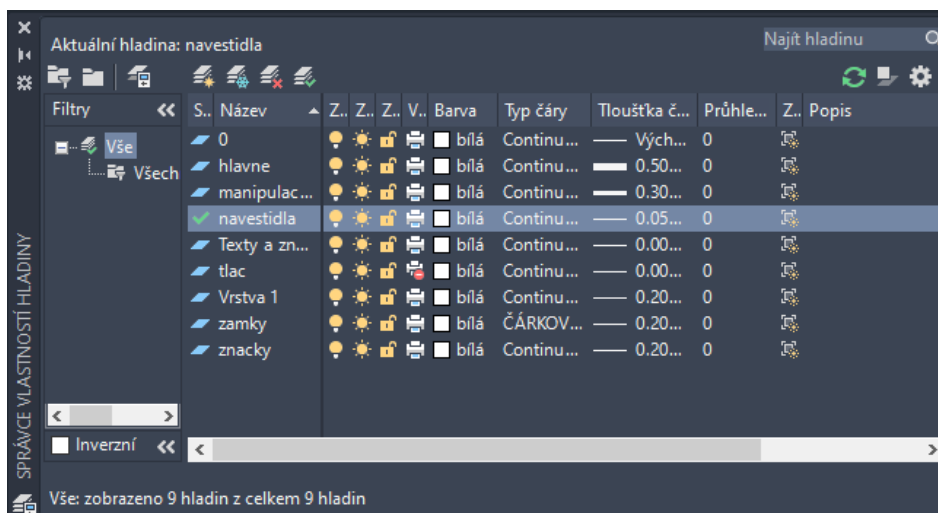 Aktuální hladina: navestidla
Najít hladinu
Filtry
S.. Název Z.. Z.. Z.. V.. Barva Typ čáry Tloušťka č... Průhle... Z.. Popis
Vše
Všech
0 bílá Continu... Vých... 0
hlavne bílá Continu... 0.50... 0
manipulac... bílá Continu... 0.30... 0
navestidla bílá Continu... 0.05... 0
Texty a zn... bílá Continu... 0.00... 0
tlac bílá Continu... 0.00... 0
Vrstva 1 bílá Continu... 0.20... 0
zamky bílá ČÁRKOV... 0.20... 0
znacky bílá Continu... 0.20... 0
Inverzní
Vše: zobrazeno 9 hladin z celkem 9 hladin
SPRÁVCE VLASTNOSTÍ HLADINY